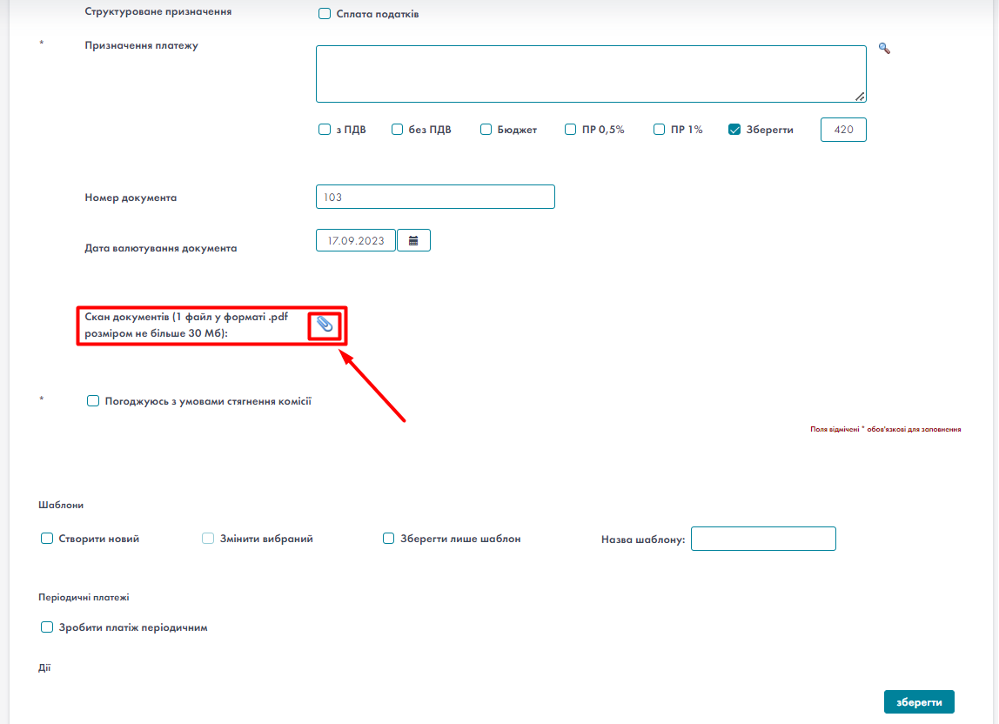 Структуроване призначення
Сплата податків
* Призначення платежу
з ПДВ без ПДВ Бюджет ПР 0,5% ПР 1% Зберегти 420
Номер документа 103
Дата валютування документа 17.09.2023
Скан документів (1 файл у форматі .pdf
розміром не більше 30 Мб):
* Погоджуюсь з умовами стягнення комісії
Поля відмічені * обов'язкові для заповнення
Шаблони
Створити новий Змінити вибраний Зберегти лише шаблон Назва шаблону:
Періодичні платежі
Зробити платіж періодичним
Дії
зберегти